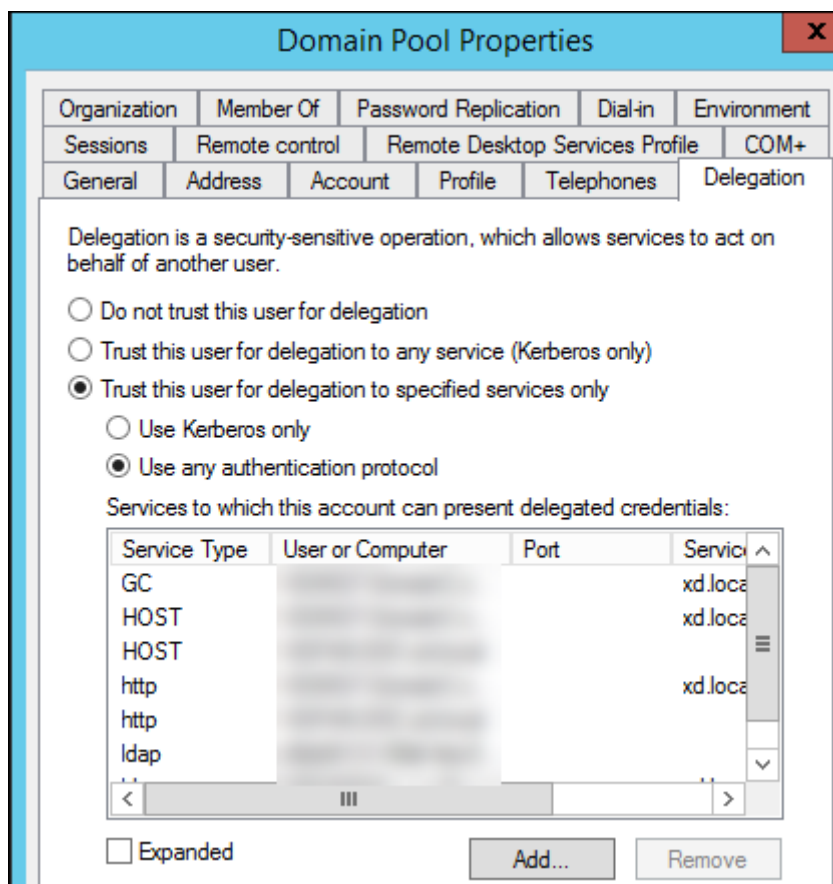 Domain Pool Properties
x
Organization Member Of Password Replication Dial-in Environment
Sessions Remote control Remote Desktop Services Profile COM+
General Address Account Profile Telephones Delegation
Delegation is a security-sensitive operation, which allows services to act on
behalf of another user.
Do not trust this user for delegation
Trust this user for delegation to any service (Kerberos only)
Trust this user for delegation to specified services only
Use Kerberos only
Use any authentication protocol
Services to which this account can present delegated credentials:
Service Type User or Computer Port Servic
GC xd.loca
HOST xd.loca
HOST
http xd.loca
http
ldap
Expanded Add... Remove